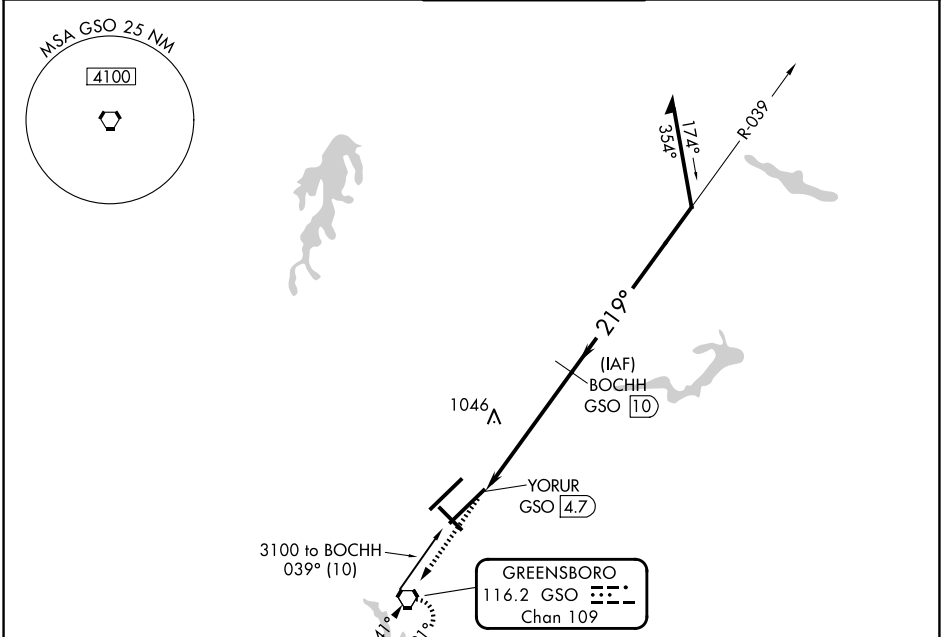 MSA GSO 25 NM
4100
R-039
174°
354°
219°
(IAF)
BOCHH
GSO 10
1046
YORUR
GSO 4.7
3100 to BOCHH
039° (10)
GREENSBORO
116.2 GSO
Chan 109